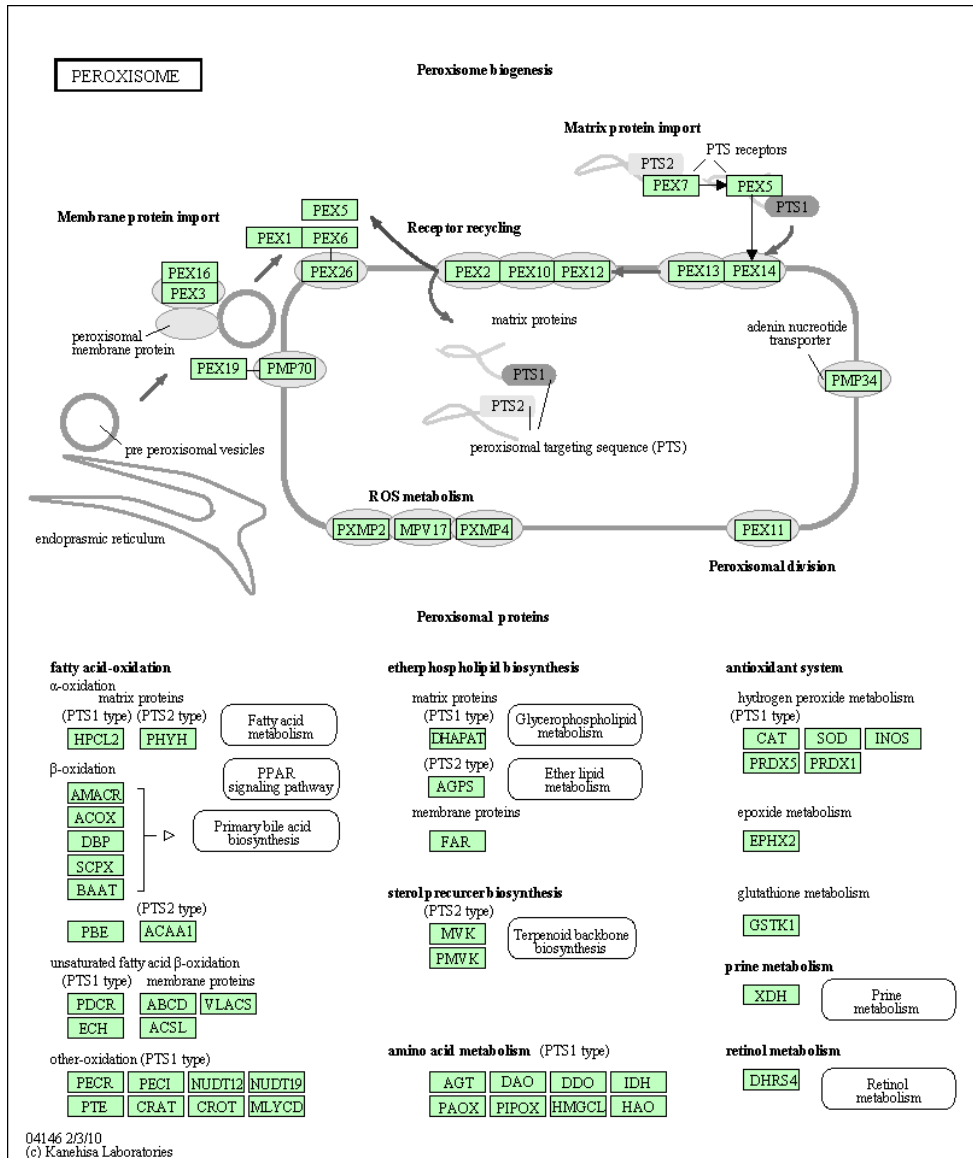 PEROXISOME
Peroxisome biogenesis
Matrix protein import
PTS2
PTS receptors
PEX7
PEX5
PTS1
Membrane protein import
PEX5
PEX1
PEX6
Receptor recycling
PEX26
PEX2
PEX10
PEX12
PEX13
PEX14
PEX16
PEX3
matrix proteins
peroxisomal
membrane protein
adenin nucreotide
transporter
PEX19
PMP70
PTS1
PMP34
PTS2
pre peroxisomal vesicles
peroxisomal targeting sequence (PTS)
ROS metabolism
PXMP2
MPV17
PXMP4
PEX11
endoprasmic reticulum
Peroxisomal division
Peroxisomal proteins
fatty acid-oxidation
α-oxidation
matrix proteins
(PTS1 type) (PTS2 type)
HPCL2
PHYH
Fatty acid
metabolism
β-oxidation
PPAR
signaling pathway
AMACR
ACOX
DBP
SCPX
BAAT
Primary bile acid
biosynthesis
(PTS2 type)
PBE
ACAA1
unsaturated fatty acid β-oxidation
(PTS1 type) membrane proteins
PDCR
ABCD
VLACS
ECH
ACSL
other-oxidation (PTS1 type)
PECR
PECI
NUDT12
NUDT19
PTE
CRAT
CROT
MLYCD
etherphospholipid biosynthesis
matrix proteins
(PTS1 type)
DHAPAT
Glycerophospholipid
metabolism
(PTS2 type)
AGPS
Ether lipid
metabolism
membrane proteins
FAR
sterol precurcer biosynthesis
(PTS2 type)
MVK
PMVK
Terpenoid backbone
biosynthesis
amino acid metabolism (PTS1 type)
AGT
DAO
DDO
IDH
PAOX
PIPOX
HMGCL
HAO
antioxidant system
hydrogen peroxide metabolism
(PTS1 type)
CAT
SOD
INOS
PRDX5
PRDX1
epoxide metabolism
EPHX2
glutathione metabolism
GSTK1
prine metabolism
XDH
Prine
metabolism
retinol metabolism
DHRS4
Retinol
metabolism
04146 2/3/10
(c) Kanehisa Laboratories